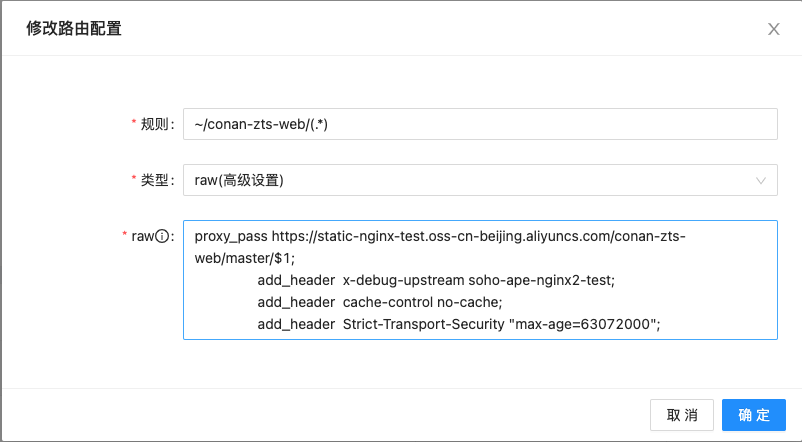 修改路由配置
* 规则: ~/conan-zts-web/(.*)
* 类型: raw(高级设置)
* raw: proxy_pass https://static-nginx-test.oss-cn-beijing.aliyuncs.com/conan-zts-
web/master/$1;
add_header  x-debug-upstream soho-ape-nginx2-test;
add_header  cache-control no-cache;
add_header  Strict-Transport-Security "max-age=63072000";
取 消 确 定